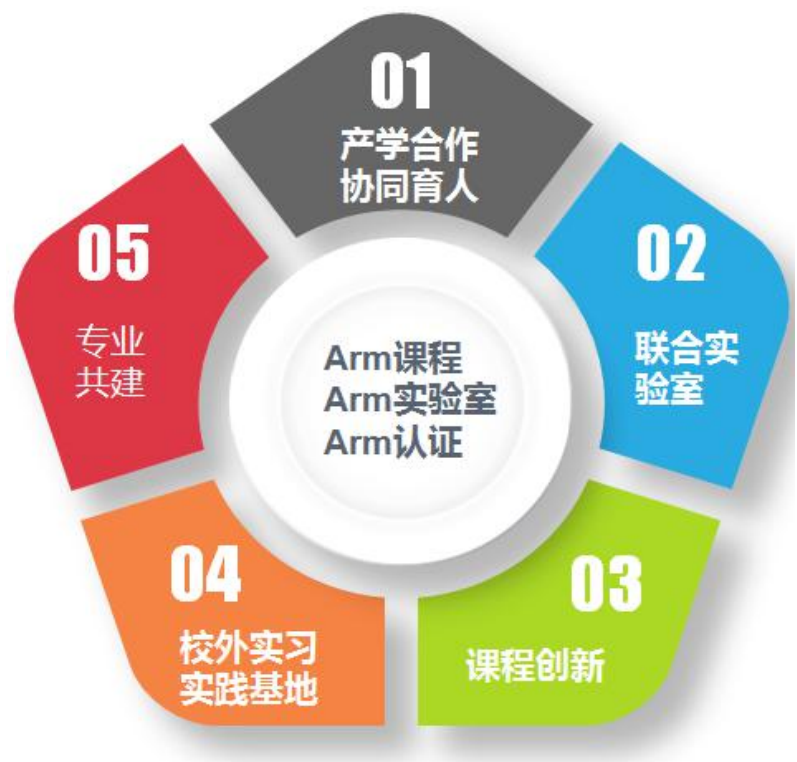 01
产学合作
协同育人
02
联合实
验室
03
课程创新
04
校外实习
实践基地
05
专业
共建
Arm课程
Arm实验室
Arm认证